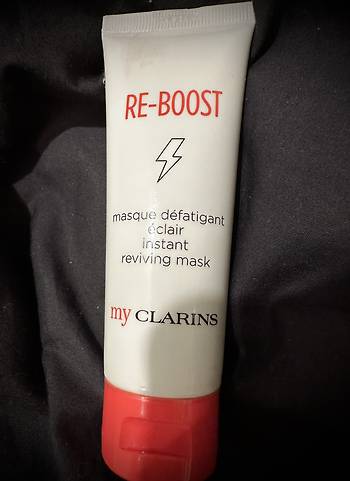 RE-BOOST
masque défatigant
éclair
instant
reviving mask
my CLARINS